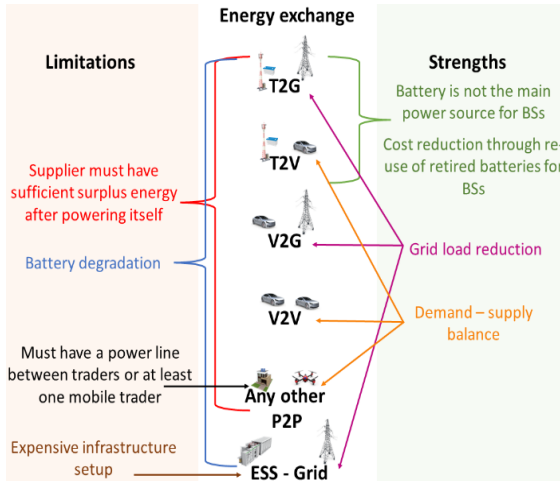 Energy exchange
Limitations
Strengths
T2G
Battery is not the main
power source for BSs
Cost reduction through re-
use of retired batteries for
BSs
T2V
Supplier must have
sufficient surplus energy
after powering itself
V2G
Grid load reduction
Battery degradation
V2V
Demand – supply
balance
Must have a power line
between traders or at least
one mobile trader
Any other
P2P
Expensive infrastructure
setup
ESS - Grid